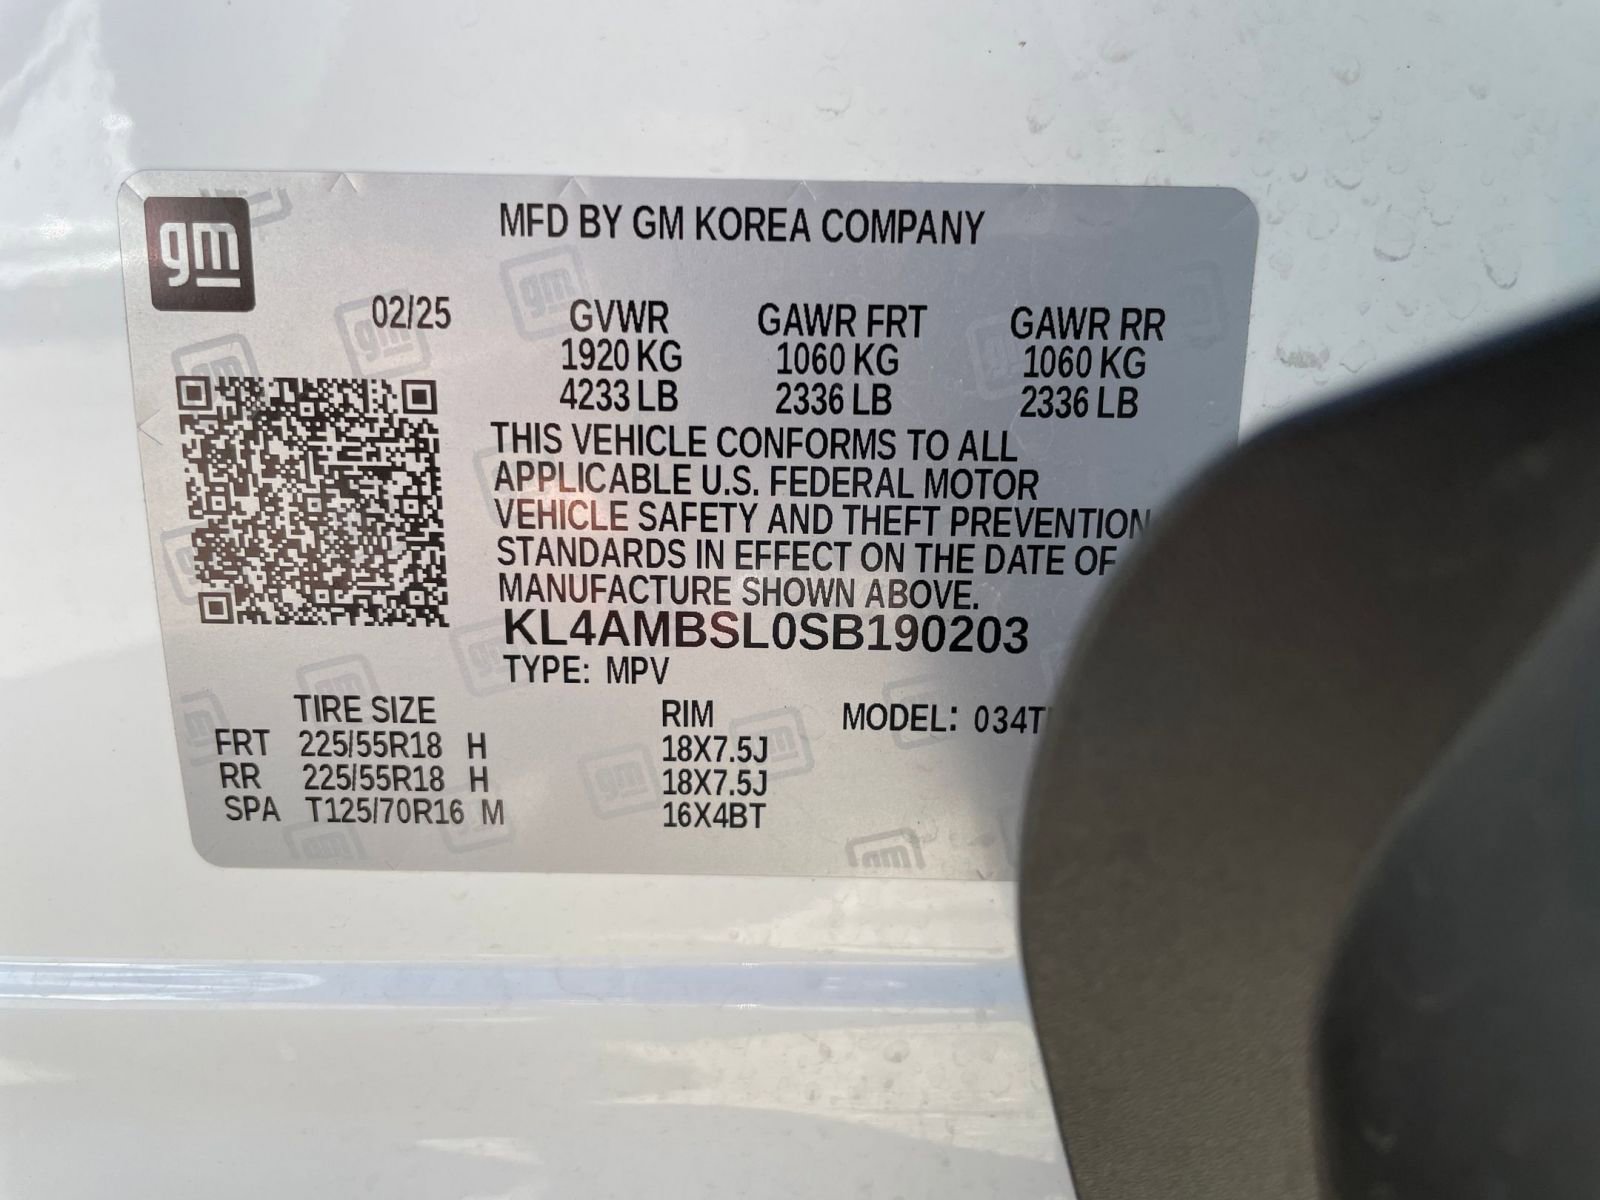 gm
MFD BY GM KOREA COMPANY
02/25 GVWR GAWR FRT GAWR RR
1920 KG 1060 KG 1060 KG
4233 LB 2336 LB 2336 LB
THIS VEHICLE CONFORMS TO ALL
APPLICABLE U.S. FEDERAL MOTOR
VEHICLE SAFETY AND THEFT PREVENTION
STANDARDS IN EFFECT ON THE DATE OF
MANUFACTURE SHOWN ABOVE.
KL4AMBSL0SB190203
TYPE: MPV
TIRE SIZE RIM MODEL: 034T
FRT 225/55R18 H 18X7.5J
RR 225/55R18 H 18X7.5J
SPA T125/70R16 M 16X4BT